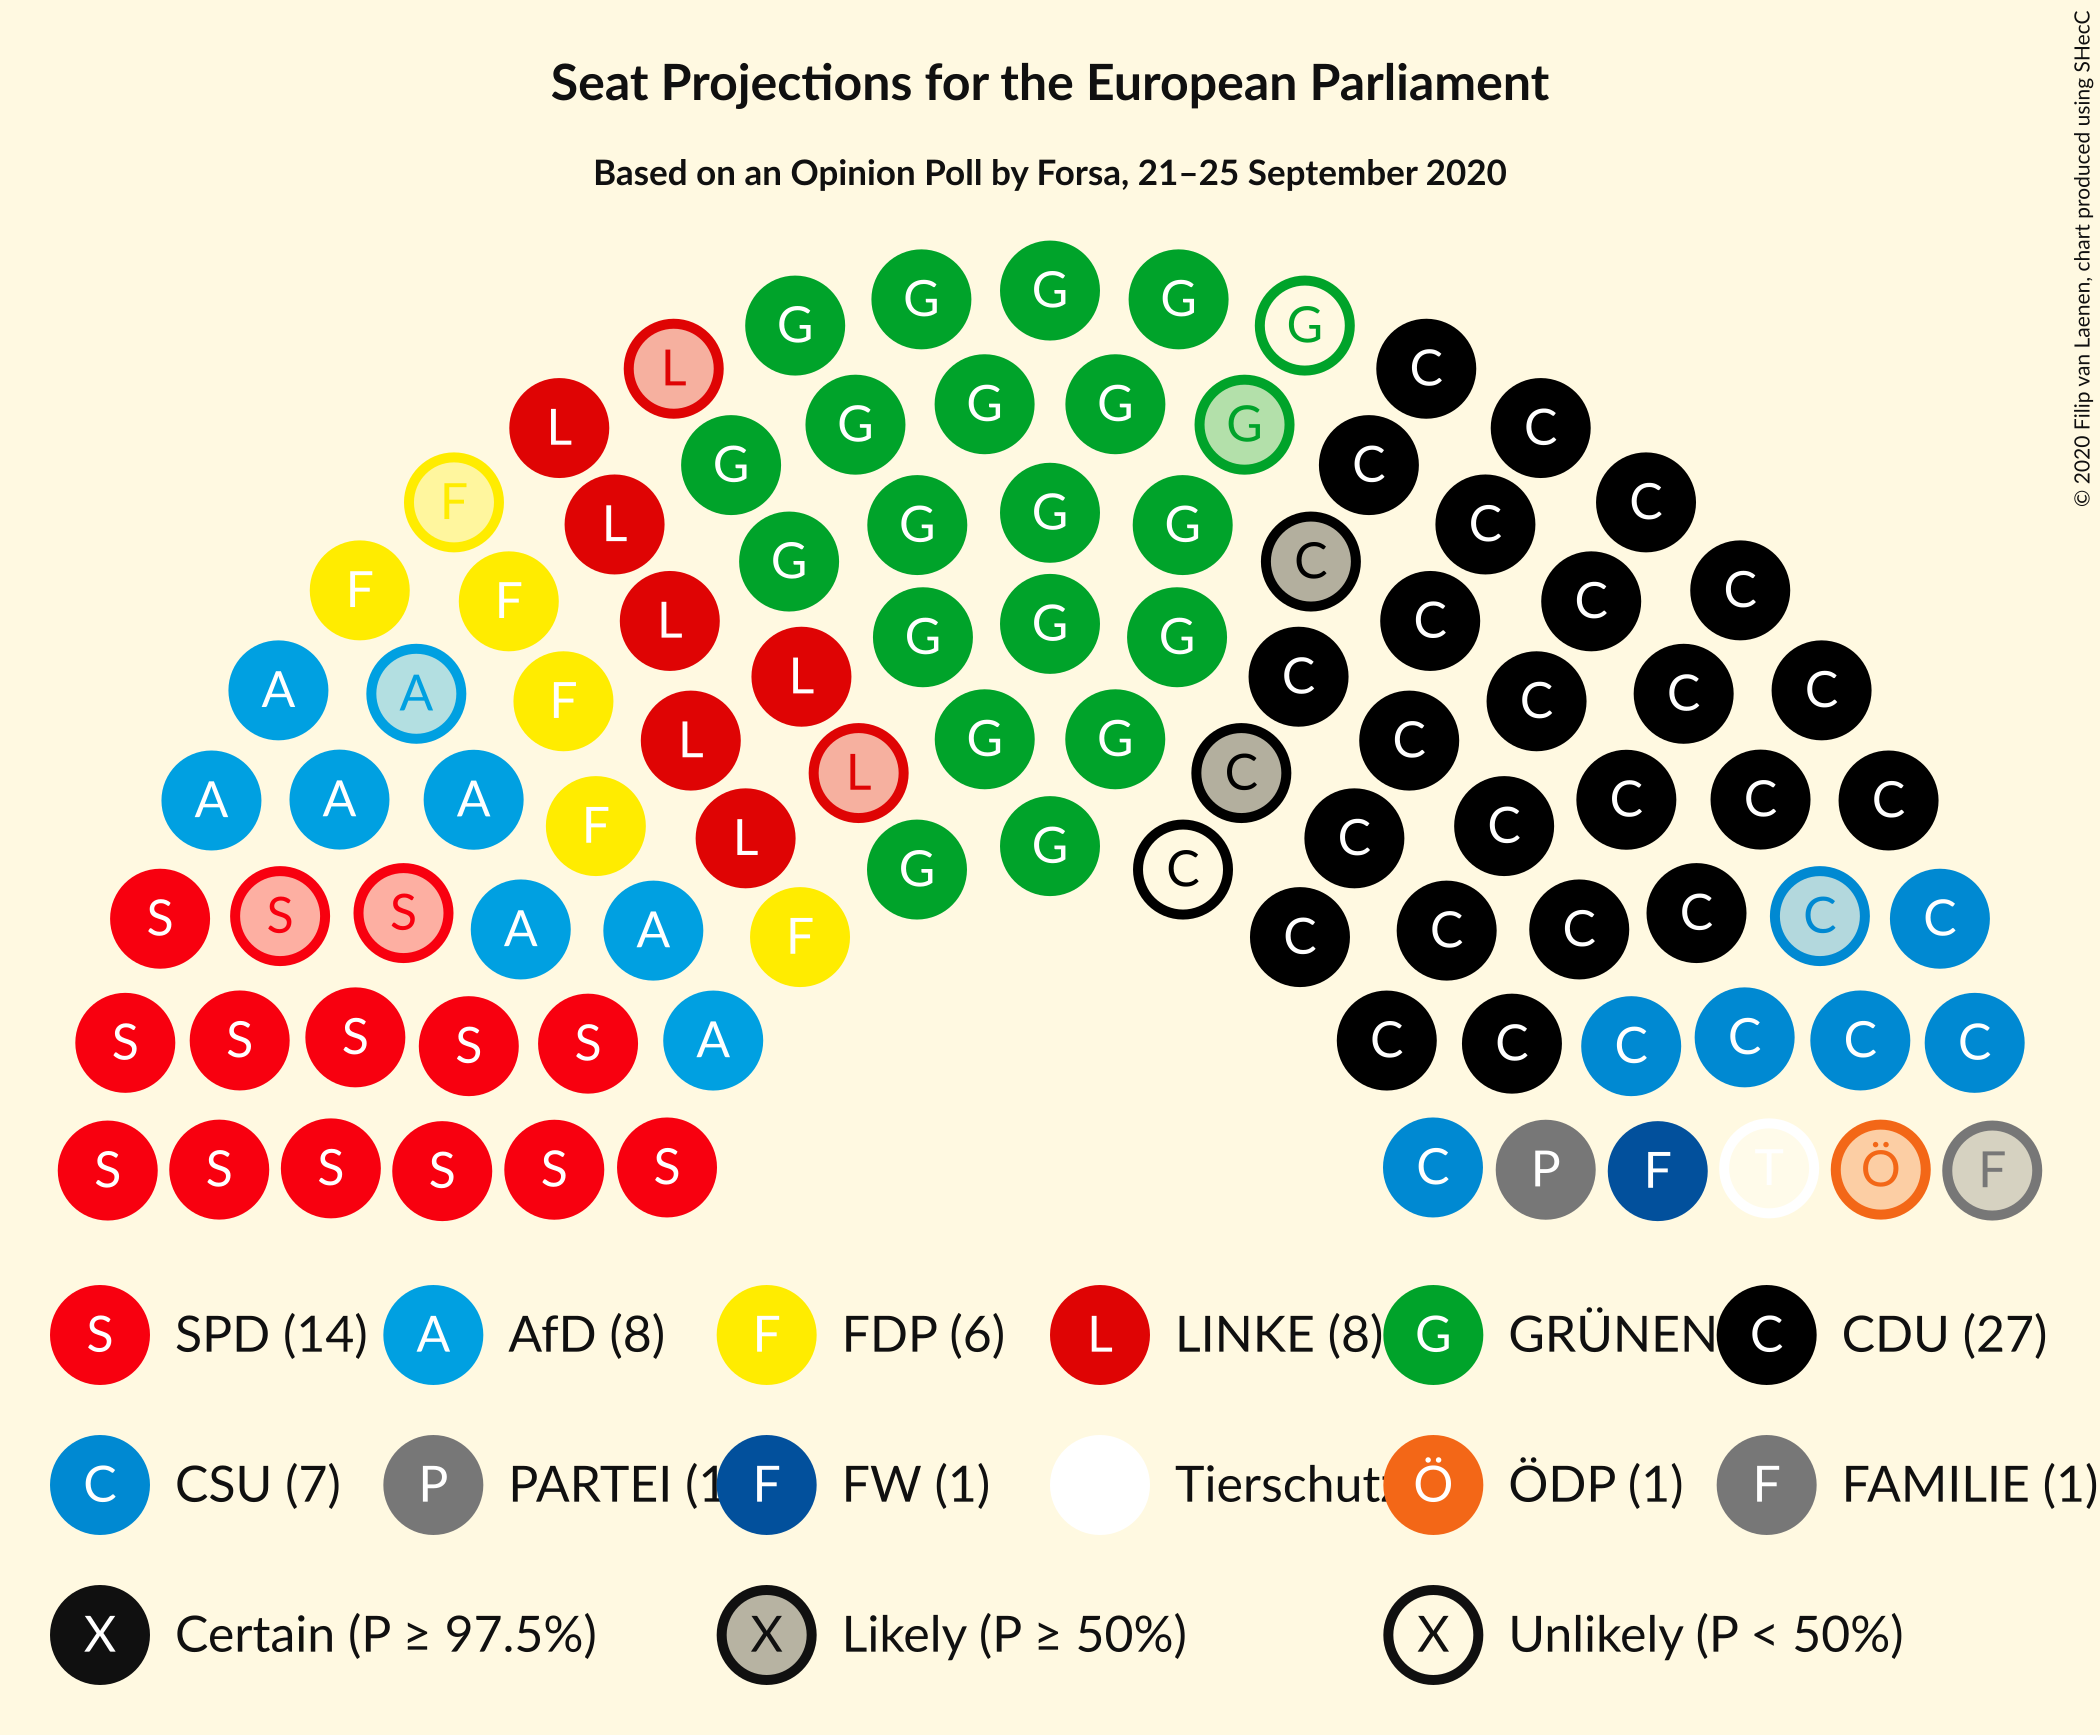 Seat Projections for the European Parliament
Based on an Opinion Poll by Forsa, 21–25 September 2020
© 2020 Filip van Laenen, chart produced using SHecC
G G G G G
L C
G G G G G
L C
G C
L C
F C
G G G
L C
G C
F C
F C
L C
G G G
L C
A C
A C
F C
G G
L C
L C
A C
A C
A C
F C
L C
G G C
S C
S C
S C
A C
A C
F C
S S S S S A C C C C C C
S S S S S S C P F T Ö F
S SPD (14) A AfD (8) F FDP (6) L LINKE (8) G GRÜNEN C CDU (27)
C CSU (7) P PARTEI (1 F FW (1) Tierschutz Ö ÖDP (1) F FAMILIE (1)
X Certain (P ≥ 97.5%) X Likely (P ≥ 50%) X Unlikely (P < 50%)